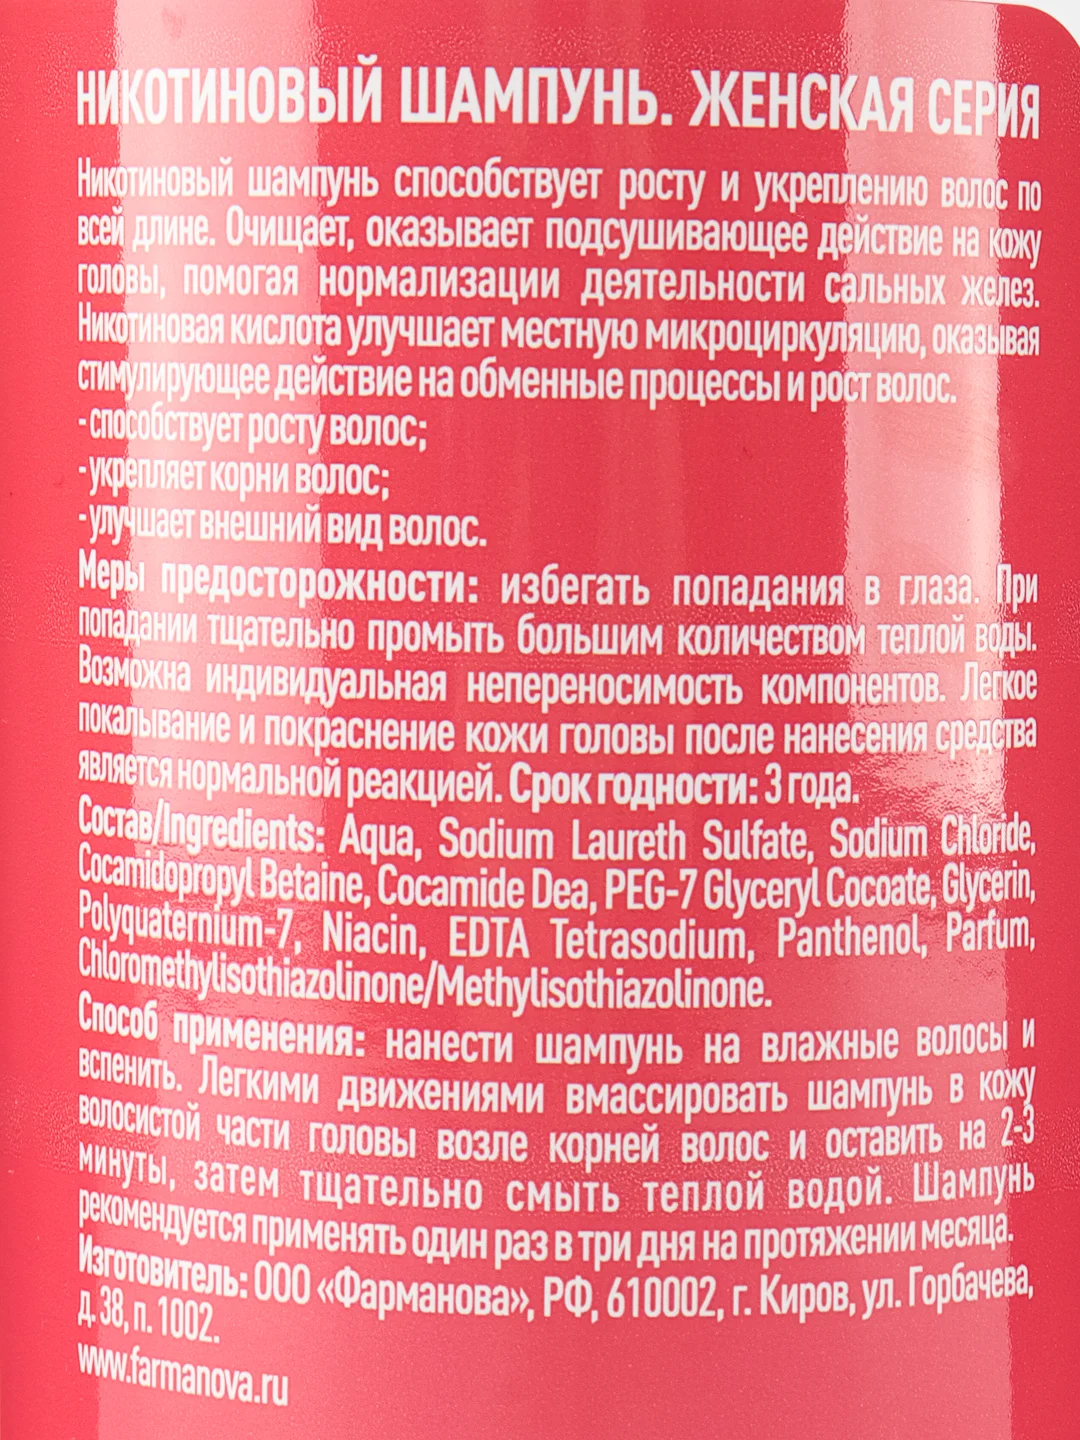 НИКОТИНОВЫЙ ШАМПУНЬ. ЖЕНСКАЯ СЕРИЯ
Никотиновый шампунь способствует росту и укреплению волос по
всей длине. Очищает, оказывает подсушивающее действие на кожу
головы, помогая нормализации деятельности сальных желез.
Никотиновая кислота улучшает местную микроциркуляцию, оказывая
стимулирующее действие на обменные процессы и рост волос.
- способствует росту волос;
- укрепляет корни волос;
- улучшает внешний вид волос.
Меры предосторожности: избегать попадания в глаза. При
попадании тщательно промыть большим количеством теплой воды.
Возможна индивидуальная непереносимость компонентов. Легкое
покалывание и покраснение кожи головы после нанесения средства
является нормальной реакцией. Срок годности: 3 года.
Состав/Ingredients: Aqua, Sodium Laureth Sulfate, Sodium Chloride,
Cocamidopropyl Betaine, Cocamide Dea, PEG-7 Glyceryl Cocoate, Glycerin,
Polyquaternium-7, Niacin, EDTA Tetrasodium, Panthenol, Parfum,
Chloromethylisothiazolinone/Methylisothiazolinone.
Способ применения: нанести шампунь на влажные волосы и
вспенить. Легкими движениями вмассировать шампунь в кожу
волосистой части головы возле корней волос и оставить на 2-3
минуты, затем тщательно смыть теплой водой. Шампунь
рекомендуется применять один раз в три дня на протяжении месяца.
Изготовитель: ООО «Фарманова», РФ, 610002, г. Киров, ул. Горбачева,
д. 38, п. 1002.
www.farmanova.ru